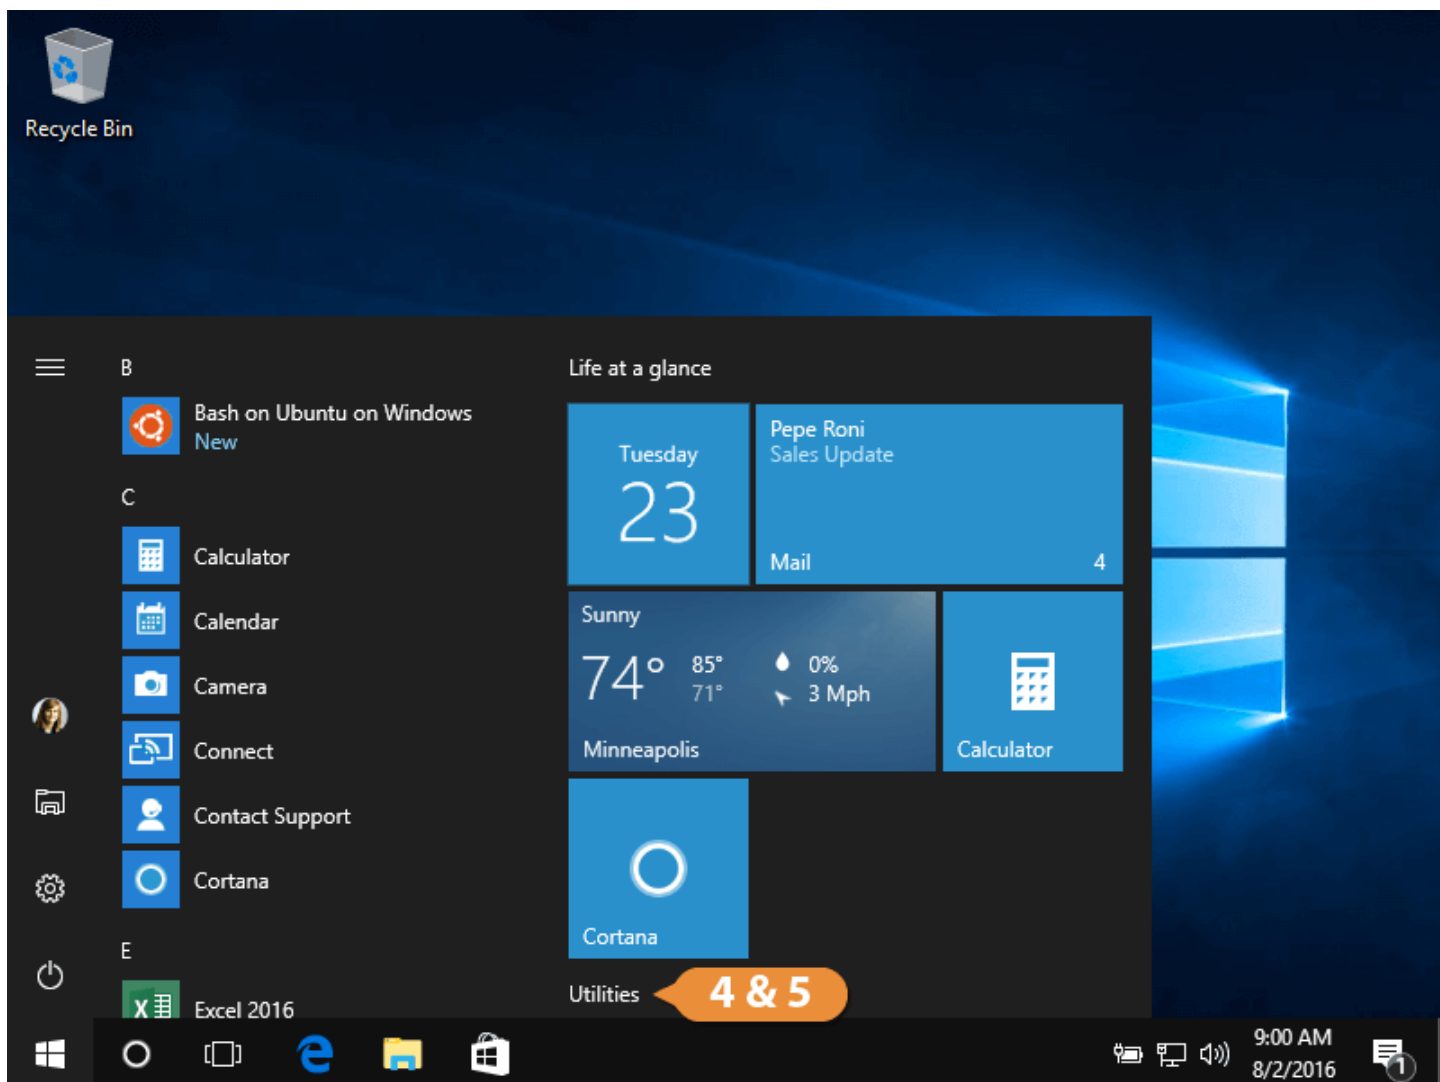 Recycle Bin
B
Bash on Ubuntu on Windows
New
C
Calculator
Calendar
Camera
Connect
Contact Support
Cortana
E
Excel 2016
Life at a glance
Tuesday
23
Pepe Roni
Sales Update
Mail 4
Sunny
74° 85° 0%
71° 3 Mph
Minneapolis
Calculator
Cortana
Utilities
4 & 5
9:00 AM
8/2/2016
1